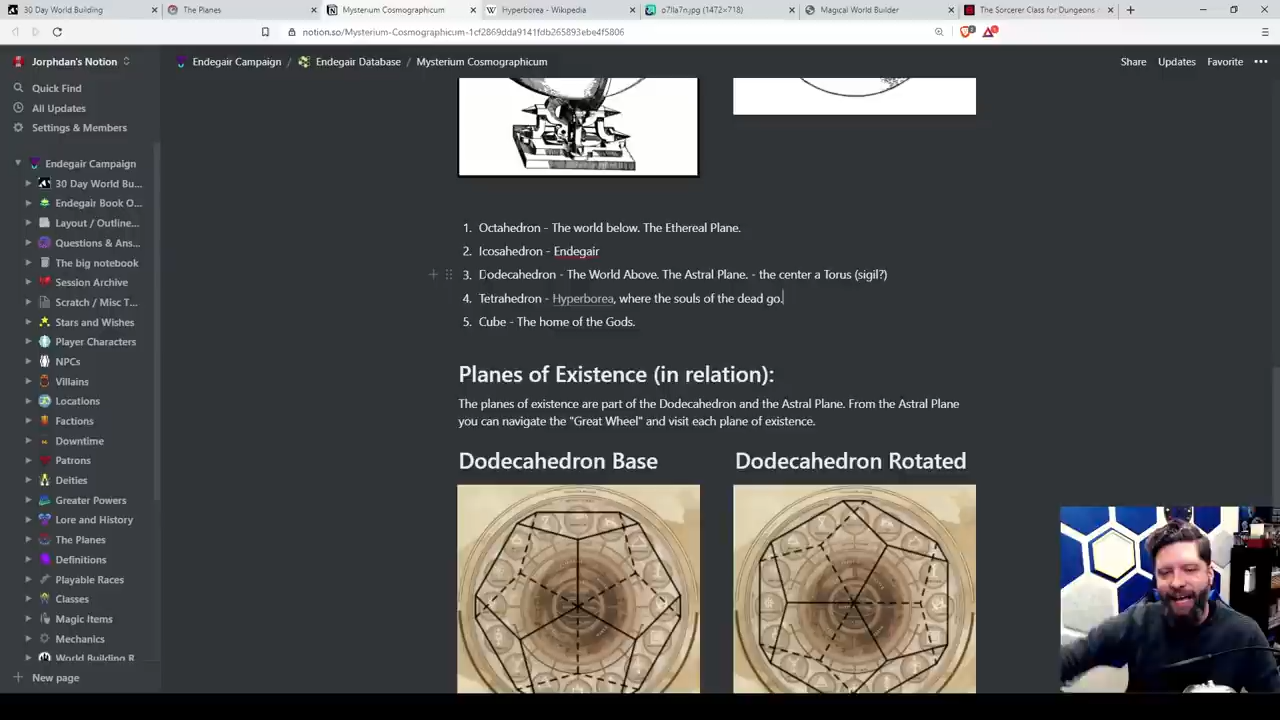 30 Day World Building
The Planes
Mysterium Cosmographicum
Hyperborea - Wikipedia
o7lla7n.jpg (1472×718)
Magical World Builder
The Sorcerer Class for Dungeons
notion.so/Mysterium-Cosmographicum-1cf2869dda9141fdb265893ebe4f5806
Jorphdan's Notion
Endegair Campaign / Endegair Database / Mysterium Cosmographicum
Share Updates Favorite
Quick Find
All Updates
Settings & Members
Endegair Campaign
30 Day World Bu...
Endegair Book O...
Layout / Outline...
Questions & Ans...
The big notebook
Session Archive
Scratch / Misc T...
Stars and Wishes
Player Characters
NPCs
Villains
Locations
Factions
Downtime
Patrons
Deities
Greater Powers
Lore and History
The Planes
Definitions
Playable Races
Classes
Magic Items
Mechanics
World Building R
New page
1. Octahedron - The world below. The Ethereal Plane.
2. Icosahedron - Endegair
3. Dodecahedron - The World Above. The Astral Plane. - the center a Torus (sigil?)
4. Tetrahedron - Hyperborea, where the souls of the dead go.
5. Cube - The home of the Gods.
Planes of Existence (in relation):
The planes of existence are part of the Dodecahedron and the Astral Plane. From the Astral Plane
you can navigate the "Great Wheel" and visit each plane of existence.
Dodecahedron Base
Dodecahedron Rotated